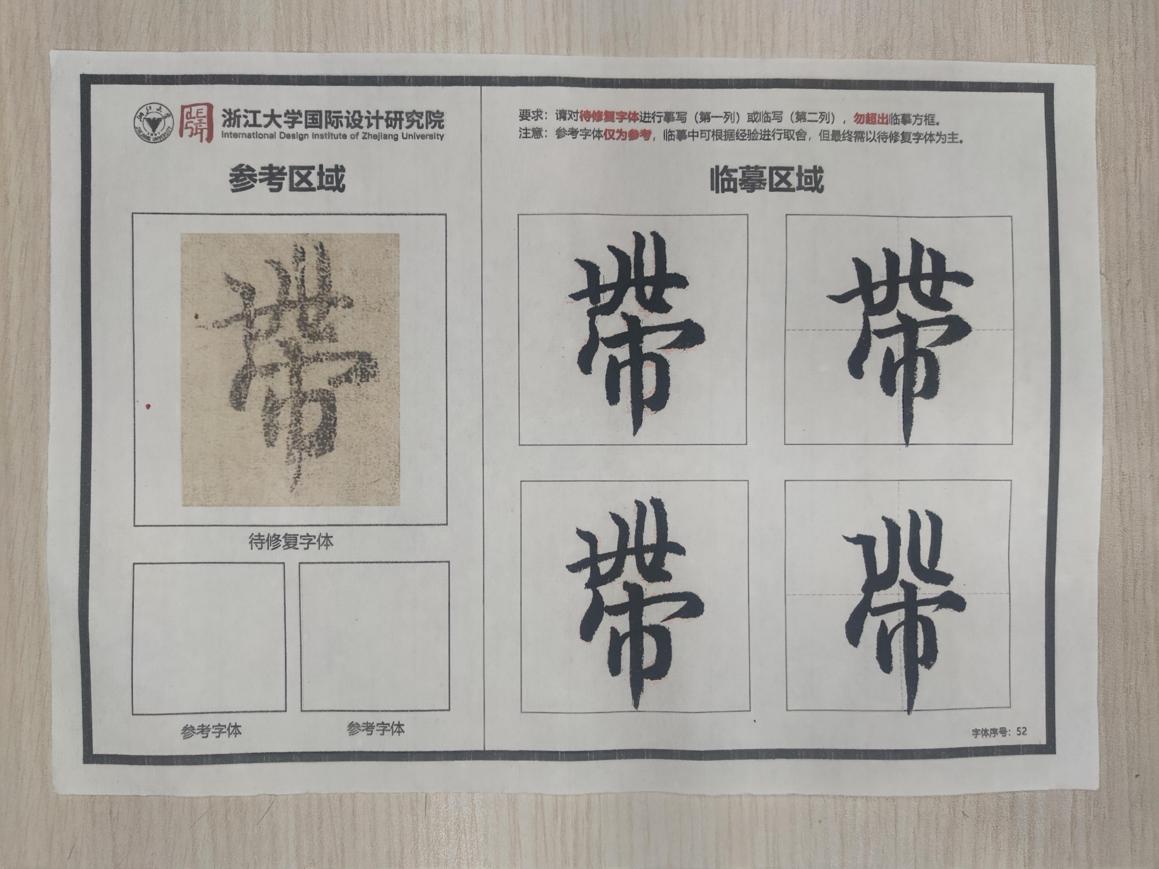 浙江大学国际设计研究院
International Design Institute of Zhejiang University
要求：请对待修复字体进行摹写（第一列）或临写（第二列），勿超出临摹方框。
注意：参考字体仅为参考，临摹中可根据经验进行取舍，但最终需以待修复字体为主。
参考区域
临摹区域
帶
帶 帶
帶 帶
待修复字体
参考字体 参考字体
字体序号：52